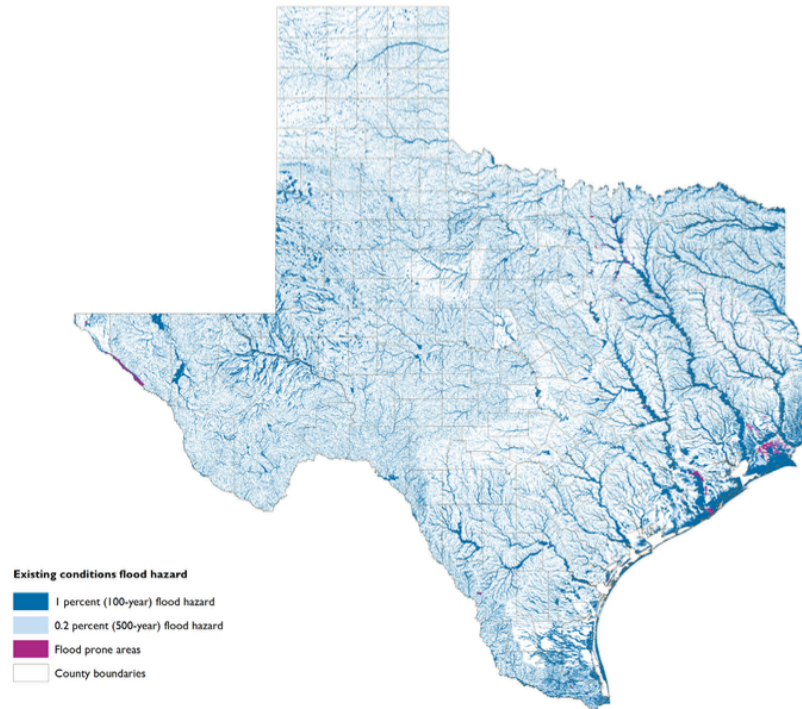 Existing conditions flood hazard
1 percent (100-year) flood hazard
0.2 percent (500-year) flood hazard
Flood prone areas
County boundaries